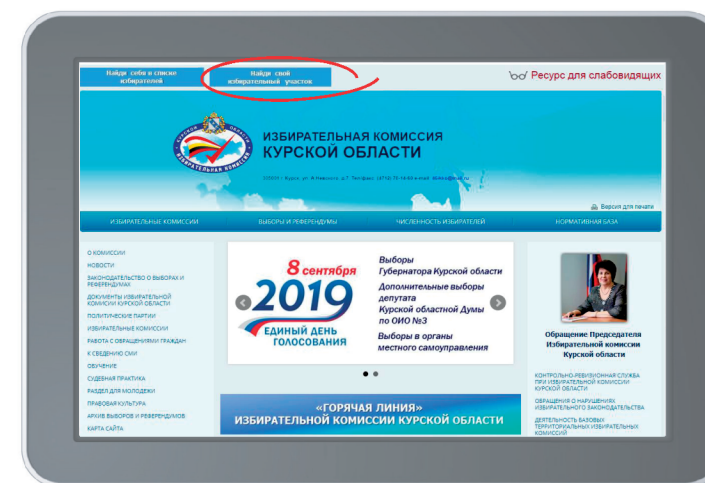 Найди себя в списке
избирателей
Найди свой
избирательный участок
Ресурс для слабовидящих
ИЗБИРАТЕЛЬНАЯ КОМИССИЯ
КУРСКОЙ ОБЛАСТИ
Версия для печати
ИЗБИРАТЕЛЬНЫЕ КОМИССИИ
ВЫБОРЫ И РЕФЕРЕНДУМЫ
ЧИСЛЕННОСТЬ ИЗБИРАТЕЛЕЙ
НОРМАТИВНАЯ БАЗА
О КОМИССИИ
НОВОСТИ
ЗАКОНОДАТЕЛЬСТВО О ВЫБОРАХ И
РЕФЕРЕНДУМАХ
ДОКУМЕНТЫ ИЗБИРАТЕЛЬНОЙ
КОМИСИИ КУРСКОЙ ОБЛАСТИ
ПОЛИТИЧЕСКИЕ ПАРТИИ
ИЗБИРАТЕЛЬНЫЕ КОМИССИИ
РАБОТА С ОБРАЩЕНИЯМИ ГРАЖДАН
К СВЕДЕНИЮ СМИ
ОБУЧЕНИЕ
СУДЕБНАЯ ПРАКТИКА
РАЗДЕЛ ДЛЯ МОЛОДЕЖИ
ПРАВОВАЯ КУЛЬТУРА
АРХИВ ВЫБОРОВ И РЕФЕРЕНДУМОВ
КАРТА САЙТА
8 сентября
2019
ЕДИНЫЙ ДЕНЬ
ГОЛОСОВАНИЯ
Выборы
Губернатора Курской области
Дополнительные выборы
депутата
Курской областной Думы
по ОИО №3
Выборы в органы
местного самоуправления
«ГОРЯЧАЯ ЛИНИЯ»
ИЗБИРАТЕЛЬНОЙ КОМИССИИ КУРСКОЙ ОБЛАСТИ
Обращение Председателя
Избирательной комиссии
Курской области
КОНТРОЛЬНО-РЕВИЗИОННАЯ СЛУЖБА
ПРИ ИЗБИРАТЕЛЬНОЙ КОМИССИИ
КУРСКОЙ ОБЛАСТИ
ОБРАЩЕНИЯ О НАРУШЕНИЯХ
ИЗБИРАТЕЛЬНОГО ЗАКОНОДАТЕЛЬСТВА
ДЕЯТЕЛЬНОСТЬ БАЗОВЫХ
ТЕРРИТОРИАЛЬНЫХ ИЗБИРАТЕЛЬНЫХ
КОМИССИЙ